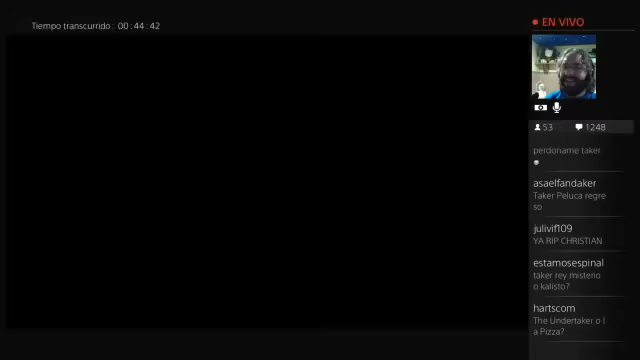 Tiempo transcurrido: 00:44:42
EN VIVO
53
1248
perdoname taker
asaelfandaker
Taker Peluca regre
so
julivif109
YA RIP CHRISTIAN
estamosespinal
taker rey misterio
o kalisto?
hartscom
The Undertaker o l
a Pizza?